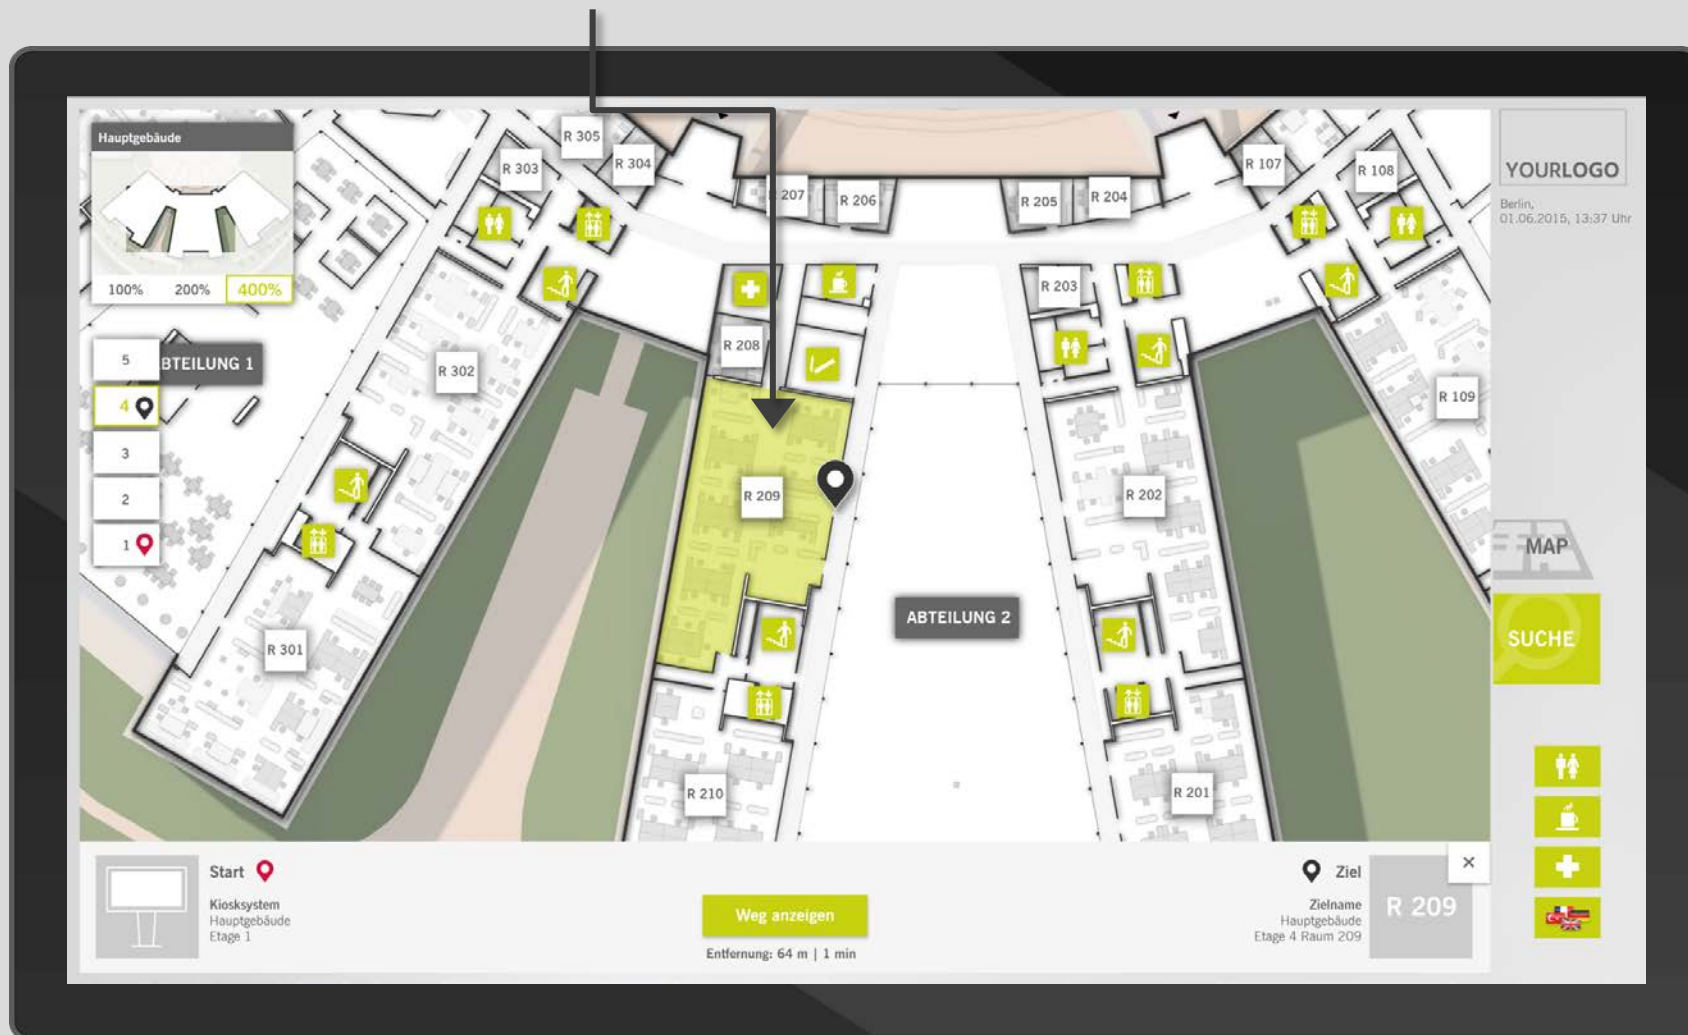 Hauptgebäude
100% 200% 400%
5
4
3
2
1
BTEILUNG 1
R 305
R 303
R 304
207
R 206
R 205
R 204
R 107
R 108
R 203
R 208
R 302
R 109
R 209
R 202
ABTEILUNG 2
R 301
R 210
R 201
YOURLOGO
Berlin,
01.06.2015, 13:37 Uhr
MAP
SUCHE
Start
Kiosksystem
Hauptgebäude
Etage 1
Weg anzeigen
Entfernung: 64 m | 1 min
Ziel
Zielname
Hauptgebäude
Etage 4 Raum 209
R 209
×